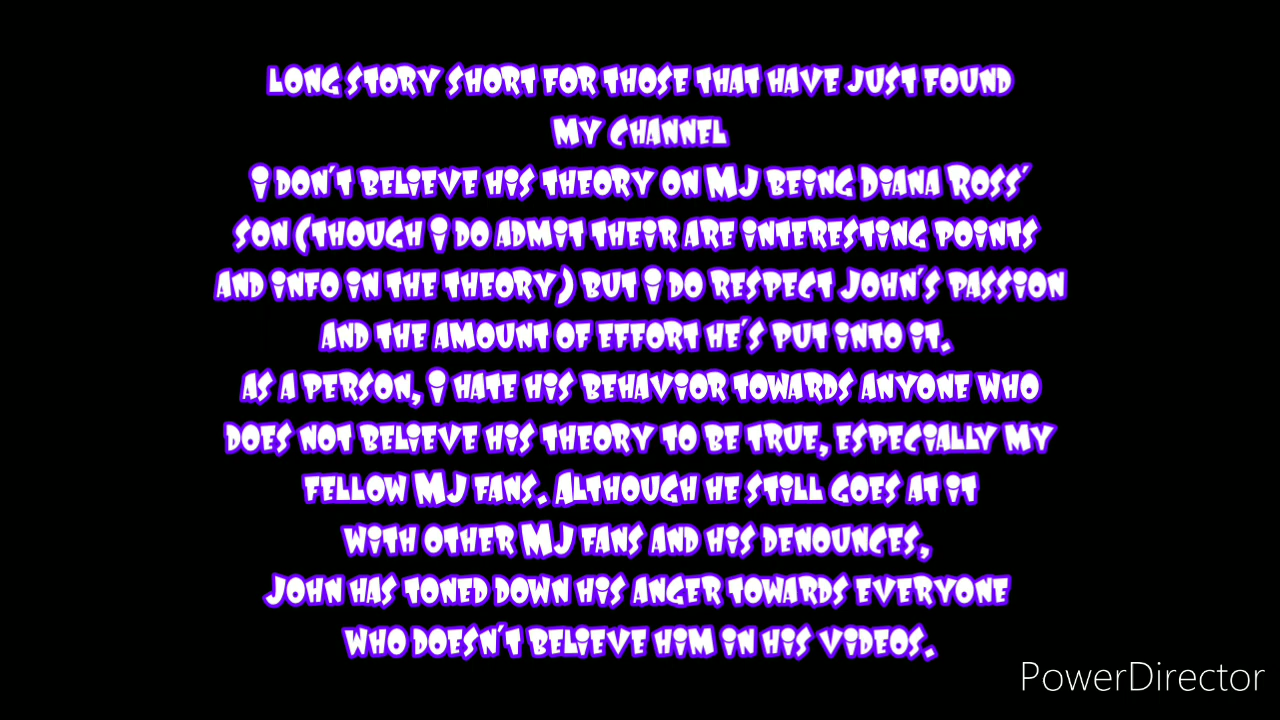 Long story short for those that have just found
my channel
I don't believe his theory on MJ being Diana Ross'
son (though I do admit their are interesting points
and info in the theory) but I do respect John's passion
and the amount of effort he's put into it.
As a person, I hate his behavior towards anyone who
does not believe his theory to be true, especially my
fellow MJ fans. Although he still goes at it
with other MJ fans and his denounces,
John has toned down his anger towards everyone
who doesn't believe him in his videos.
PowerDirector